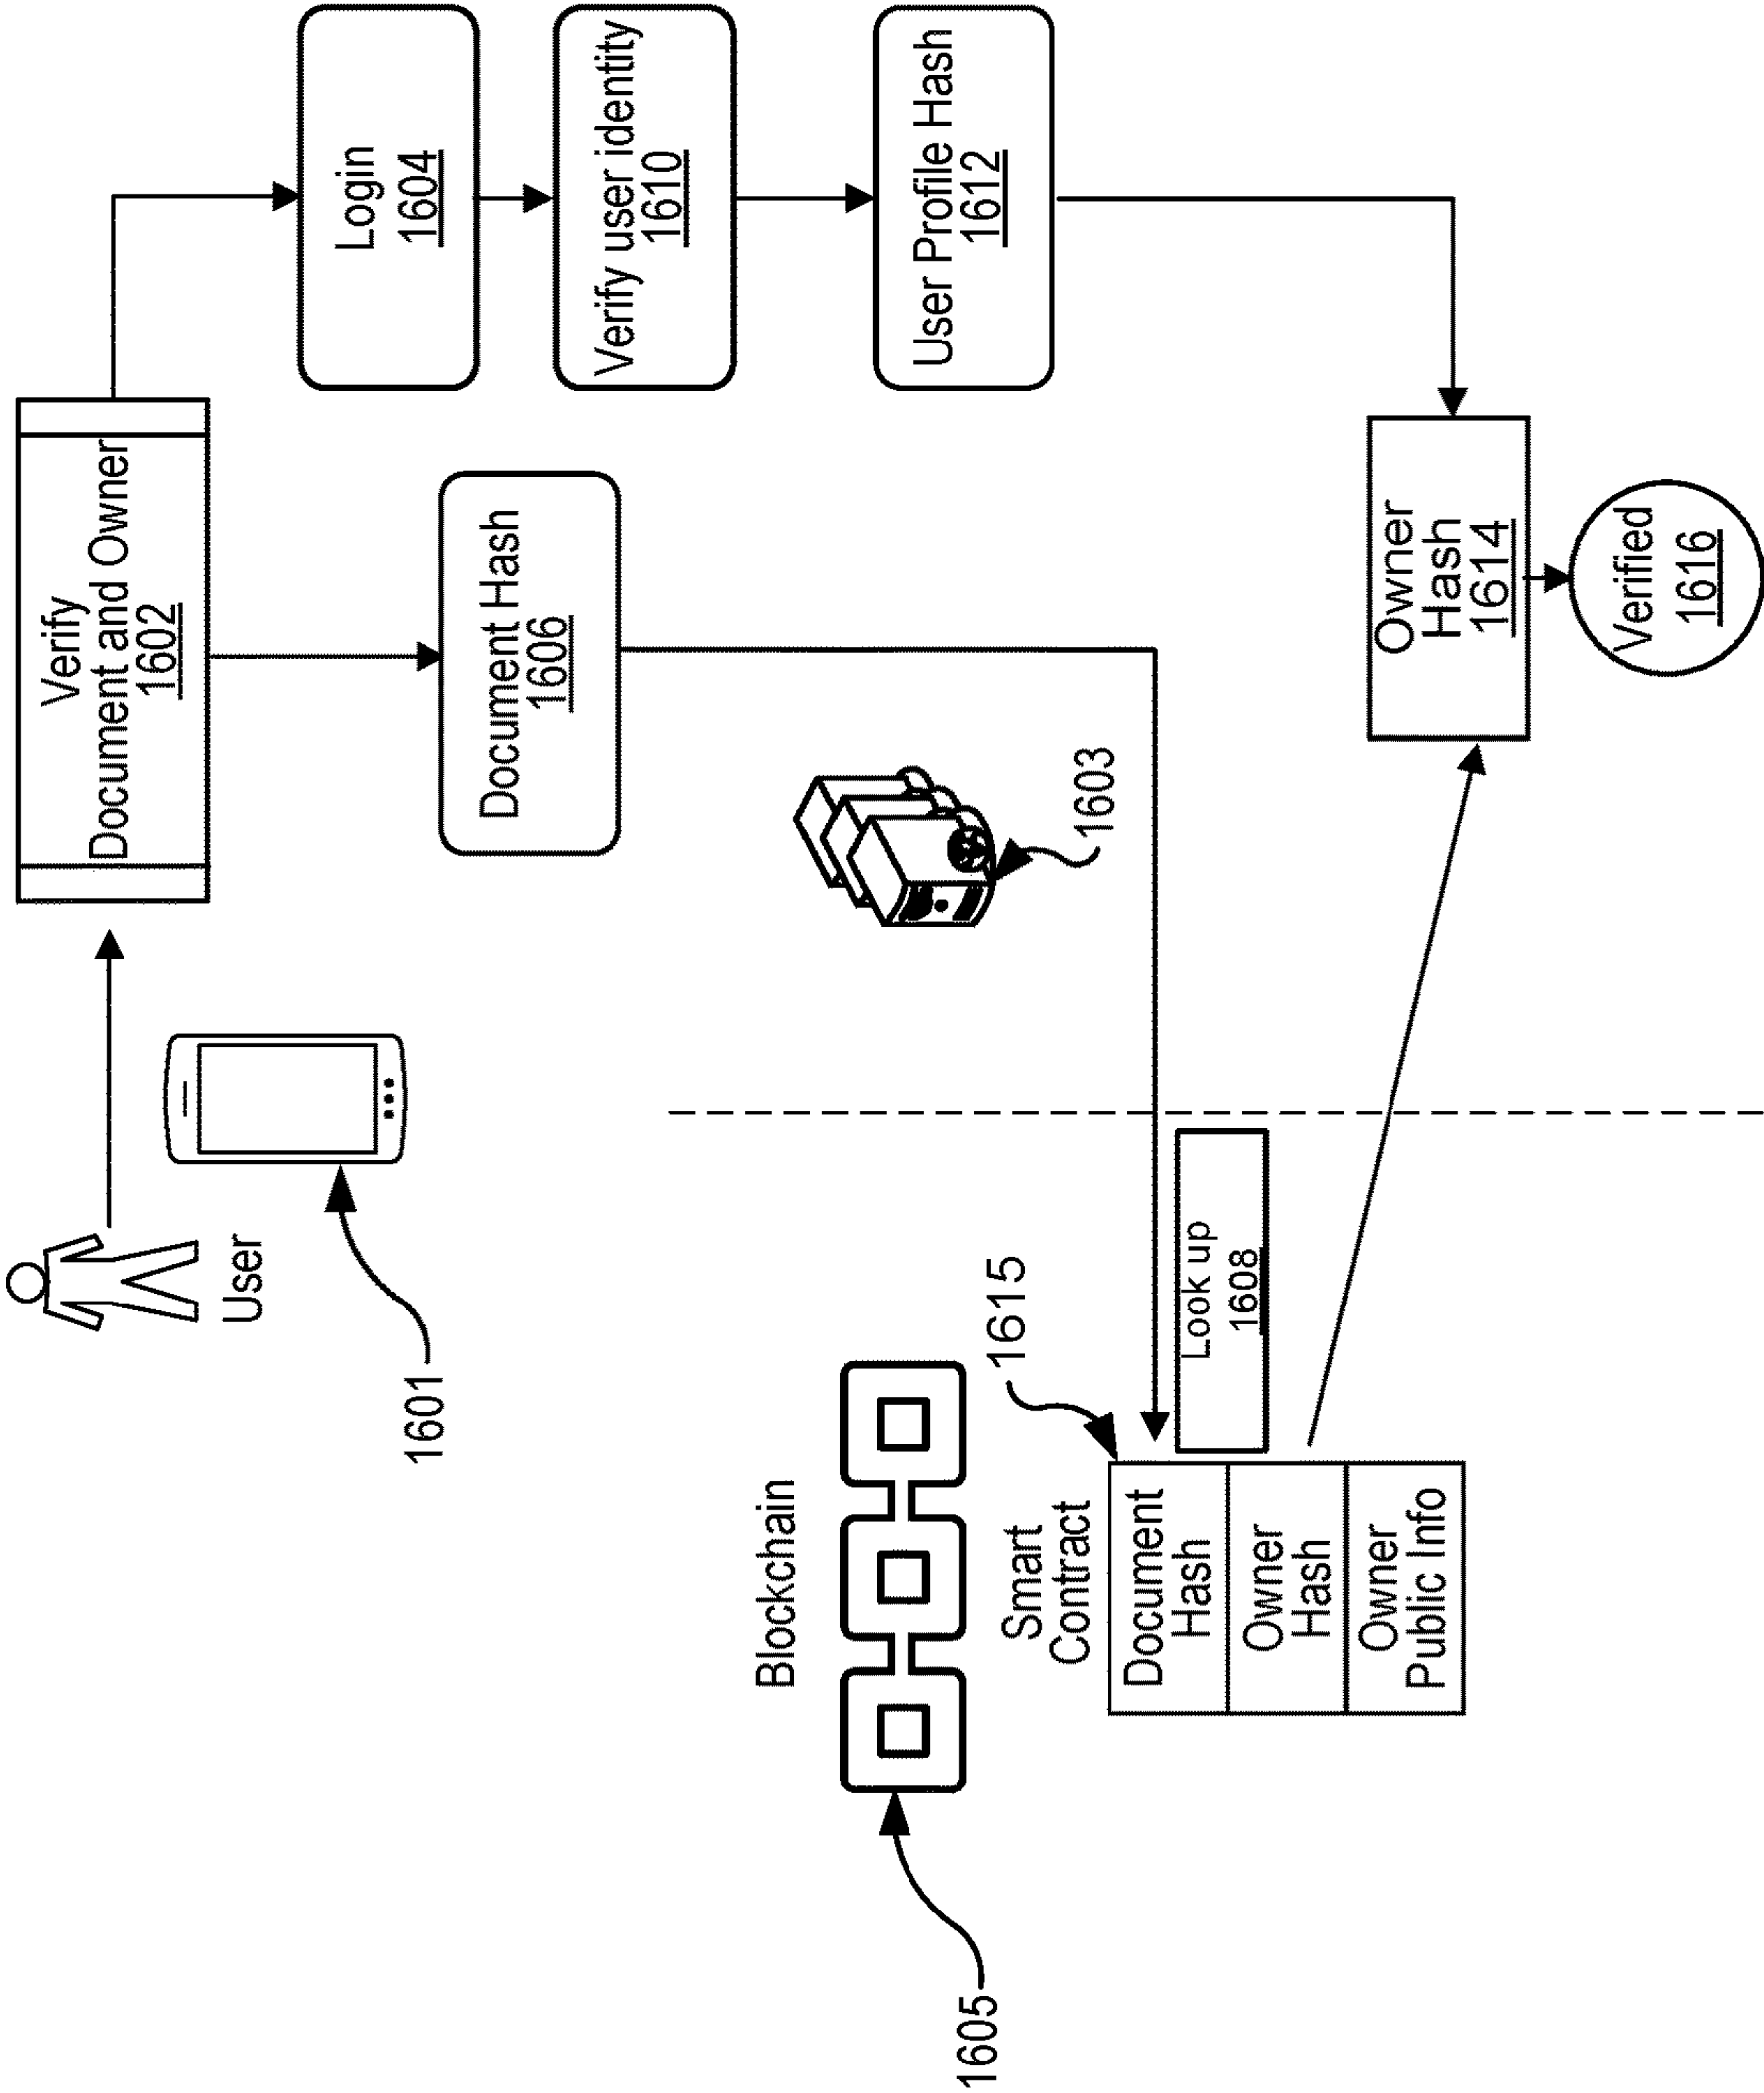 User
1601
Verify
Document and Owner
1602
Login
1604
Document Hash
1606
Verify user identity
1610
User Profile Hash
1612
1603
Blockchain
1605
Smart
Contract
1615
Document
Hash
Owner
Hash
Owner
Public Info
Look up
1608
Owner
Hash
1614
Verified
1616